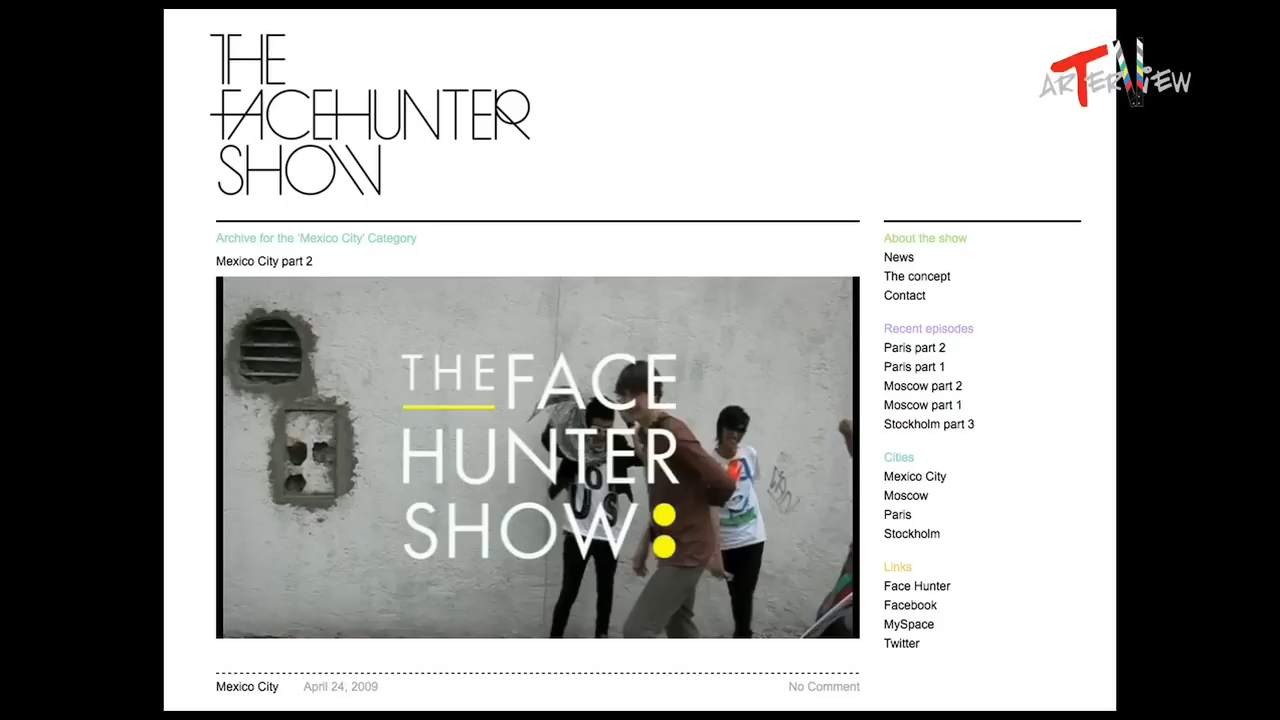 THE
FACEHUNTER
SHOW
ARTERVIEW
Archive for the 'Mexico City' Category
Mexico City part 2
THE FACE
HUNTER
SHOW:
Mexico City
April 24, 2009
No Comment
About the show
News
The concept
Contact
Recent episodes
Paris part 2
Paris part 1
Moscow part 2
Moscow part 1
Stockholm part 3
Cities
Mexico City
Moscow
Paris
Stockholm
Links
Face Hunter
Facebook
MySpace
Twitter